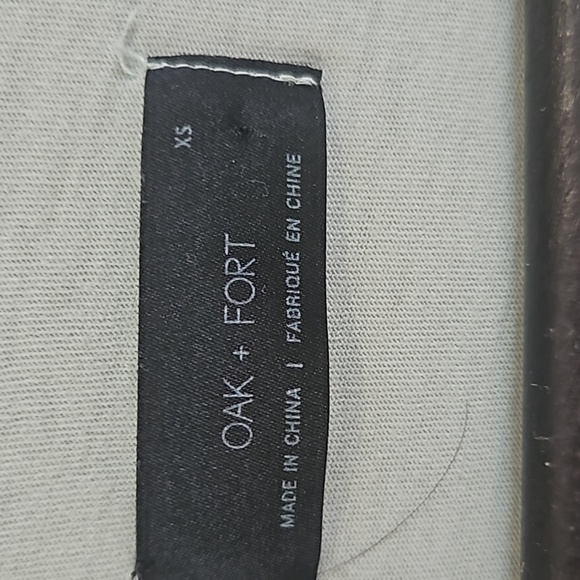 XS
OAK + FORT
MADE IN CHINA | FABRIQUÉ EN CHINE